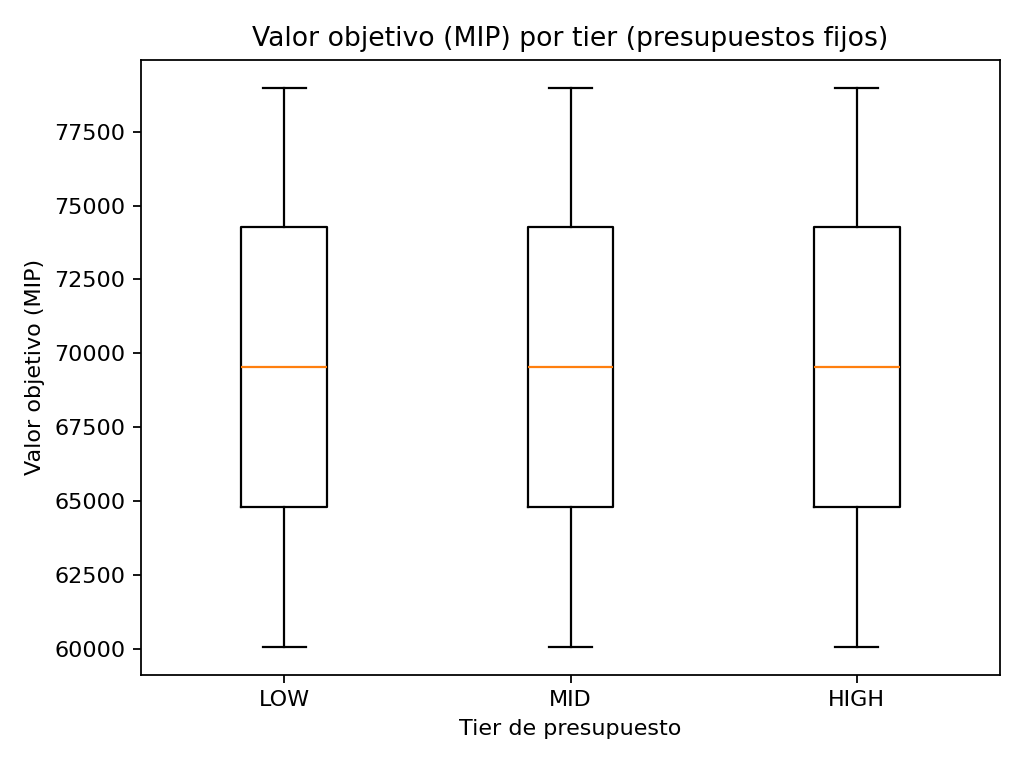 Valor objetivo (MIP) por tier (presupuestos fijos)
Valor objetivo (MIP)
77500
75000
72500
70000
67500
65000
62500
60000
LOW MID HIGH
Tier de presupuesto